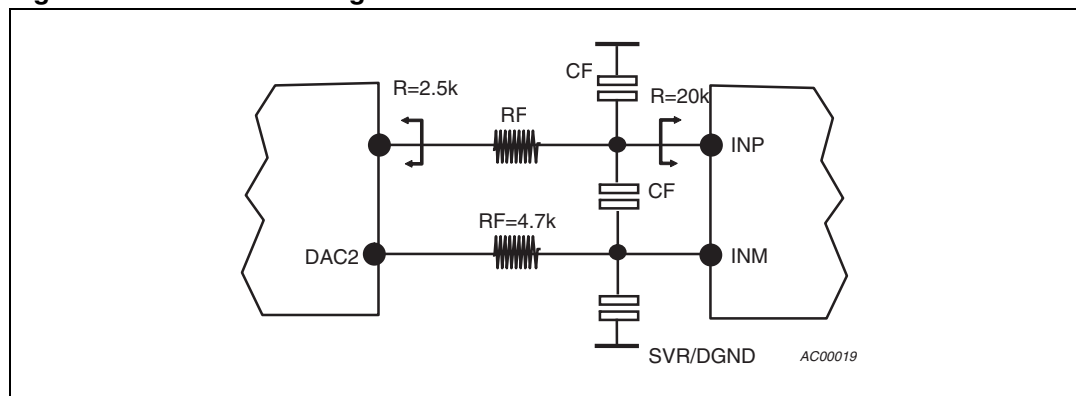 CF
R=2.5k
R=20k
RF
INP
CF
RF=4.7k
DAC2
INM
SVR/DGND
AC00019